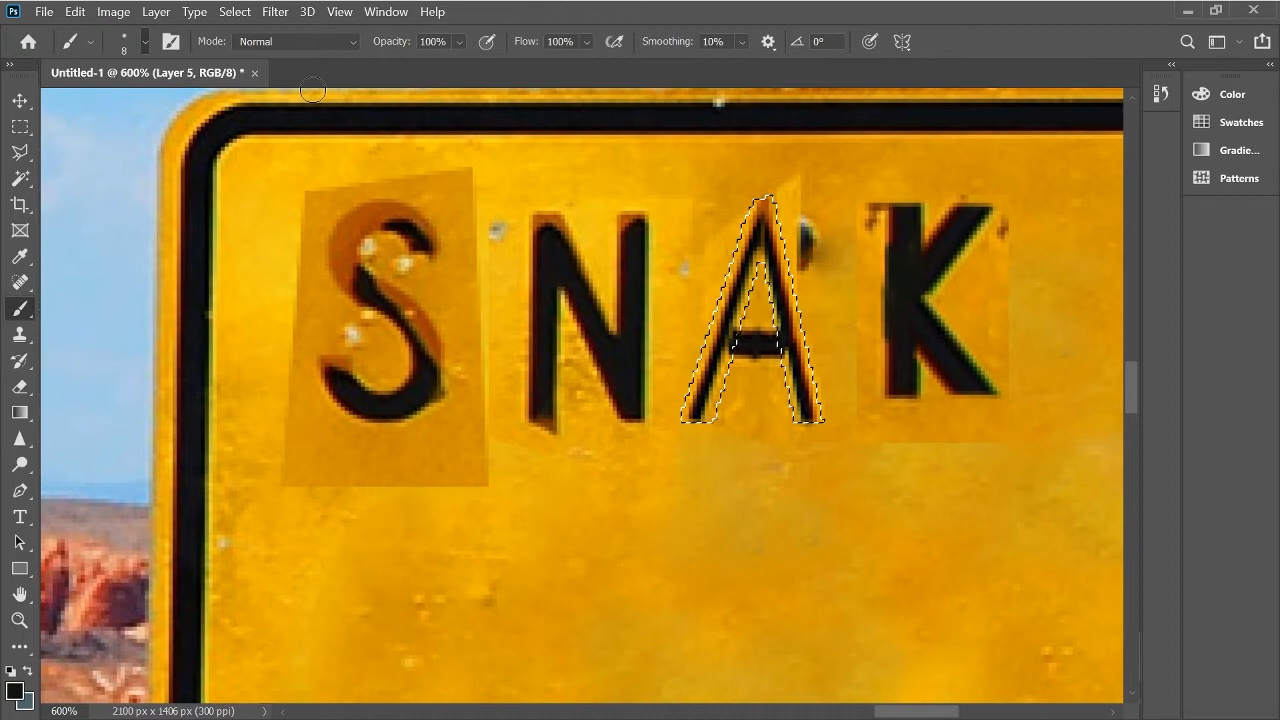 File Edit Image Layer Type Select Filter 3D View Window Help
8 Mode: Normal Opacity: 100% Flow: 100% Smoothing: 10% 0°
Untitled-1 @ 600% (Layer 5, RGB/8) *
Color
Swatches
Gradie...
Patterns
SNAK
600% 2100 px x 1406 px (300 ppi)